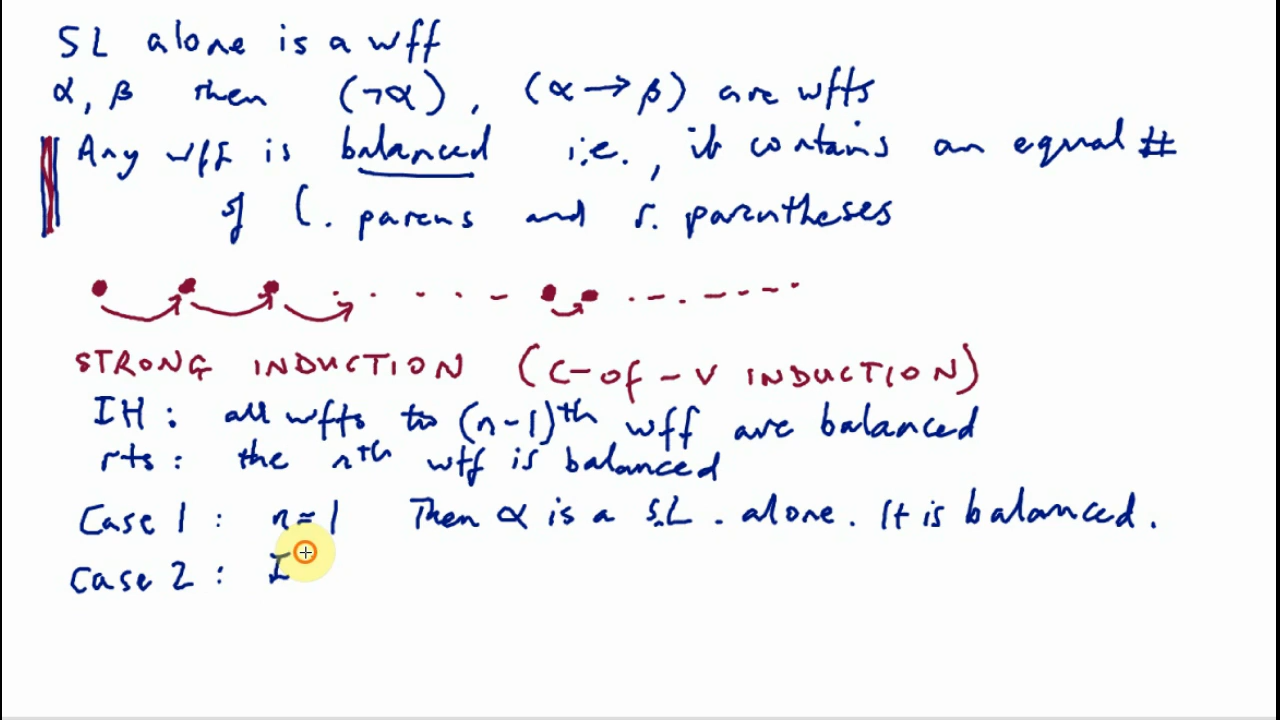 SL alone is a wff
α, β then (¬α), (α → β) are wffs
Any wff is balanced i.e., it contains an equal #
of l. parens and r. parentheses
STRONG INDUCTION (C-of-V INDUCTION)
IH: all wffs to (n-1)th wff are balanced
rts: the nth wff is balanced
Case 1: n=1 Then α is a S.L. alone. It is balanced.
Case 2: I